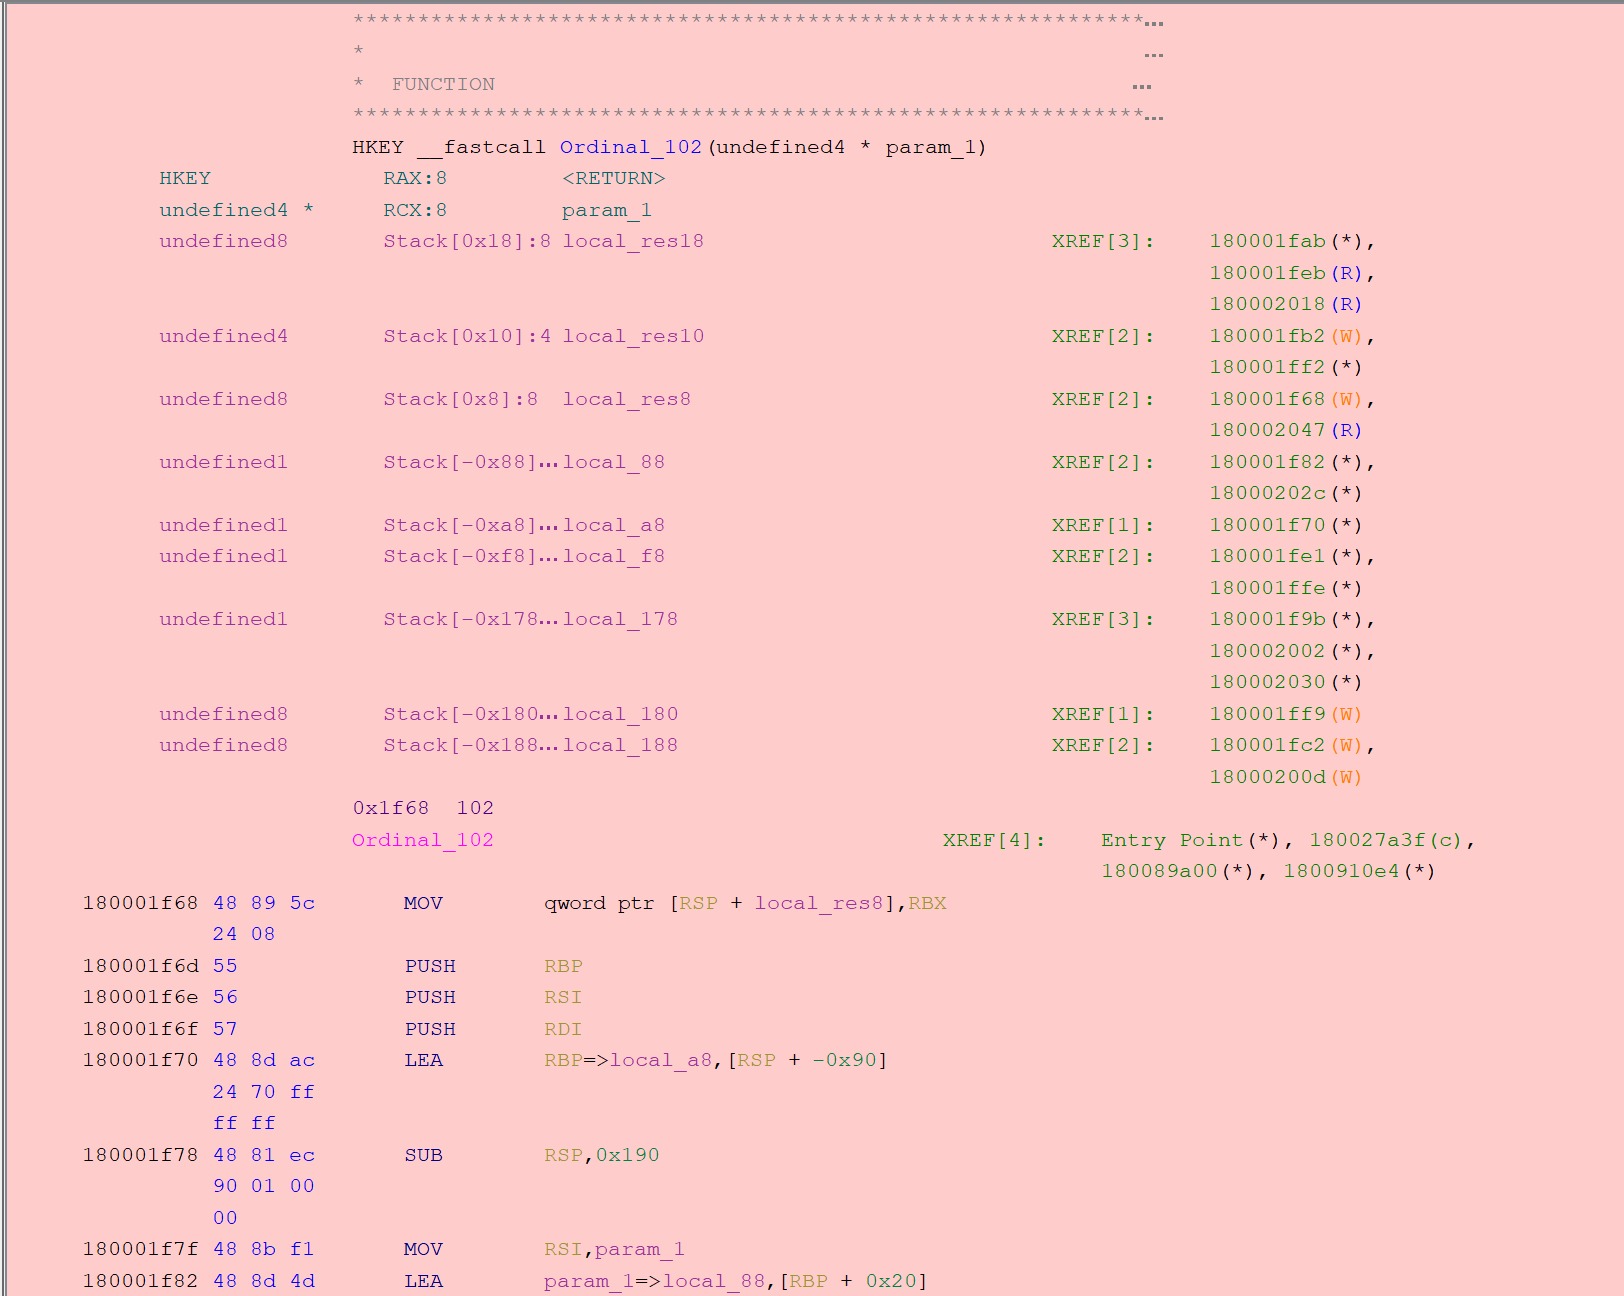 **************************************************************...
* ...
* FUNCTION ...
**************************************************************...
HKEY __fastcall Ordinal_102(undefined4 * param_1)
HKEY RAX:8 <RETURN>
undefined4 * RCX:8 param_1
undefined8 Stack[0x18]:8 local_res18 XREF[3]: 180001fab(*),
180001feb(R),
180002018(R)
undefined4 Stack[0x10]:4 local_res10 XREF[2]: 180001fb2(W),
180001ff2(*)
undefined8 Stack[0x8]:8 local_res8 XREF[2]: 180001f68(W),
180002047(R)
undefined1 Stack[-0x88]... local_88 XREF[2]: 180001f82(*),
18000202c(*)
undefined1 Stack[-0xa8]... local_a8 XREF[1]: 180001f70(*)
undefined1 Stack[-0xf8]... local_f8 XREF[2]: 180001fe1(*),
180001ffe(*)
undefined1 Stack[-0x178... local_178 XREF[3]: 180001f9b(*),
180002002(*),
180002030(*)
undefined8 Stack[-0x180... local_180 XREF[1]: 180001ff9(W)
undefined8 Stack[-0x188... local_188 XREF[2]: 180001fc2(W),
18000200d(W)
0x1f68 102
Ordinal_102 XREF[4]: Entry Point(*), 180027a3f(c),
180089a00(*), 1800910e4(*)
180001f68 48 89 5c MOV qword ptr [RSP + local_res8],RBX
24 08
180001f6d 55 PUSH RBP
180001f6e 56 PUSH RSI
180001f6f 57 PUSH RDI
180001f70 48 8d ac LEA RBP=>local_a8,[RSP + -0x90]
24 70 ff
ff ff
180001f78 48 81 ec SUB RSP,0x190
90 01 00
00
180001f7f 48 8b f1 MOV RSI,param_1
180001f82 48 8d 4d LEA param_1=>local_88,[RBP + 0x20]